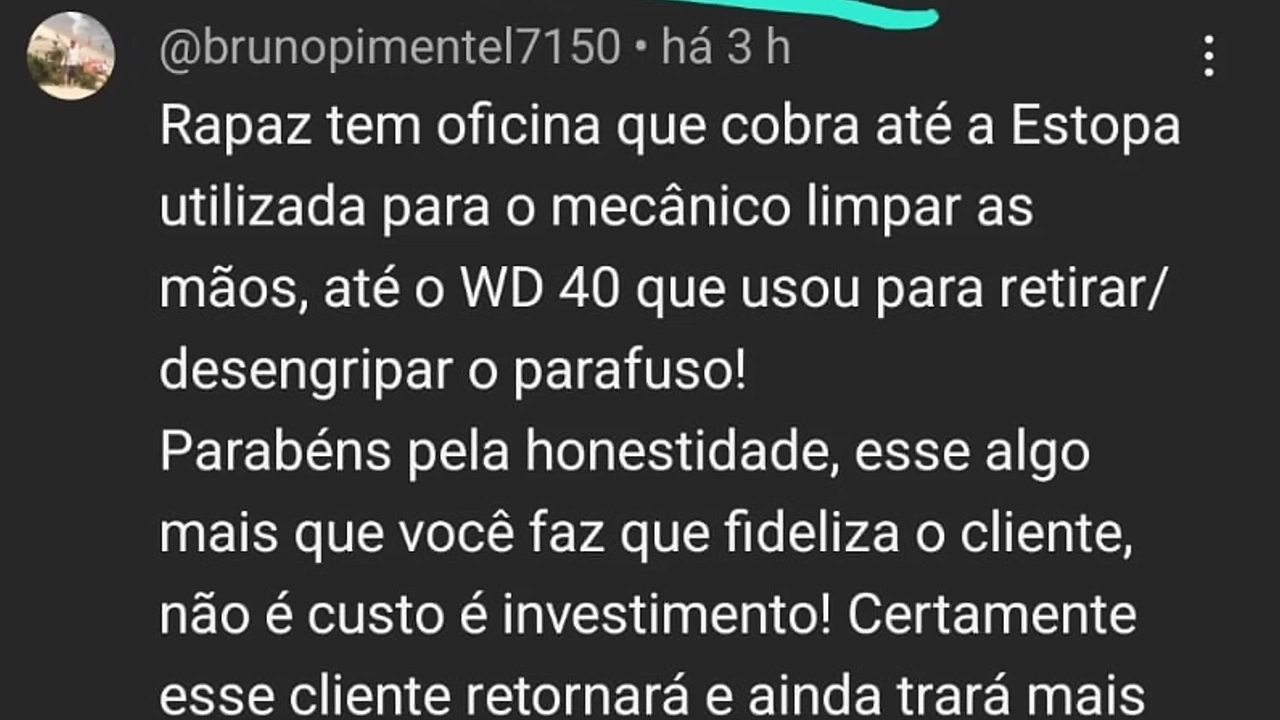 @brunopimentel7150 • há 3 h
Rapaz tem oficina que cobra até a Estopa
utilizada para o mecânico limpar as
mãos, até o WD 40 que usou para retirar/
desengripar o parafuso!
Parabéns pela honestidade, esse algo
mais que você faz que fideliza o cliente,
não é custo é investimento! Certamente
esse cliente retornará e ainda trará mais